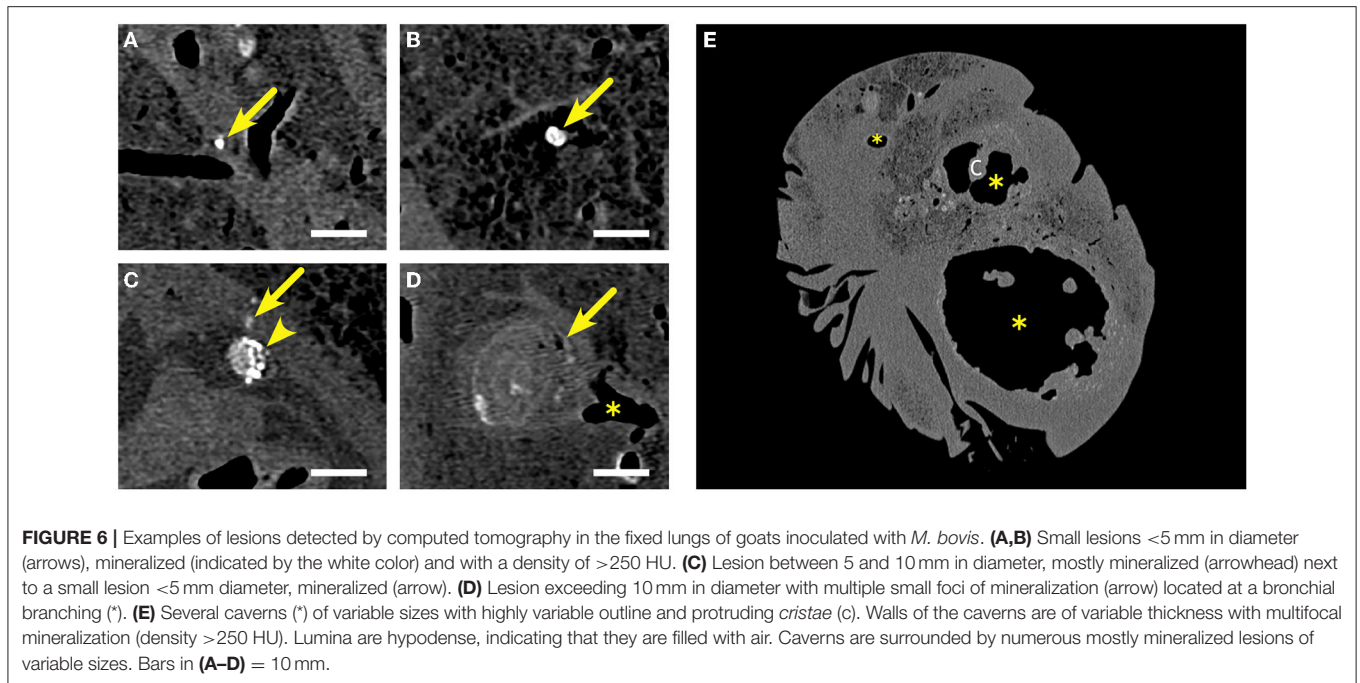 A
B
E
*
C
*
C
D
*
*
FIGURE 6 | Examples of lesions detected by computed tomography in the fixed lungs of goats inoculated with M. bovis. (A,B) Small lesions <5 mm in diameter
(arrows), mineralized (indicated by the white color) and with a density of >250 HU. (C) Lesion between 5 and 10 mm in diameter, mostly mineralized (arrowhead) next
to a small lesion <5 mm diameter, mineralized (arrow). (D) Lesion exceeding 10 mm in diameter with multiple small foci of mineralization (arrow) located at a bronchial
branching (*). (E) Several caverns (*) of variable sizes with highly variable outline and protruding cristae (c). Walls of the caverns are of variable thickness with multifocal
mineralization (density >250 HU). Lumina are hypodense, indicating that they are filled with air. Caverns are surrounded by numerous mostly mineralized lesions of
variable sizes. Bars in (A–D) = 10 mm.